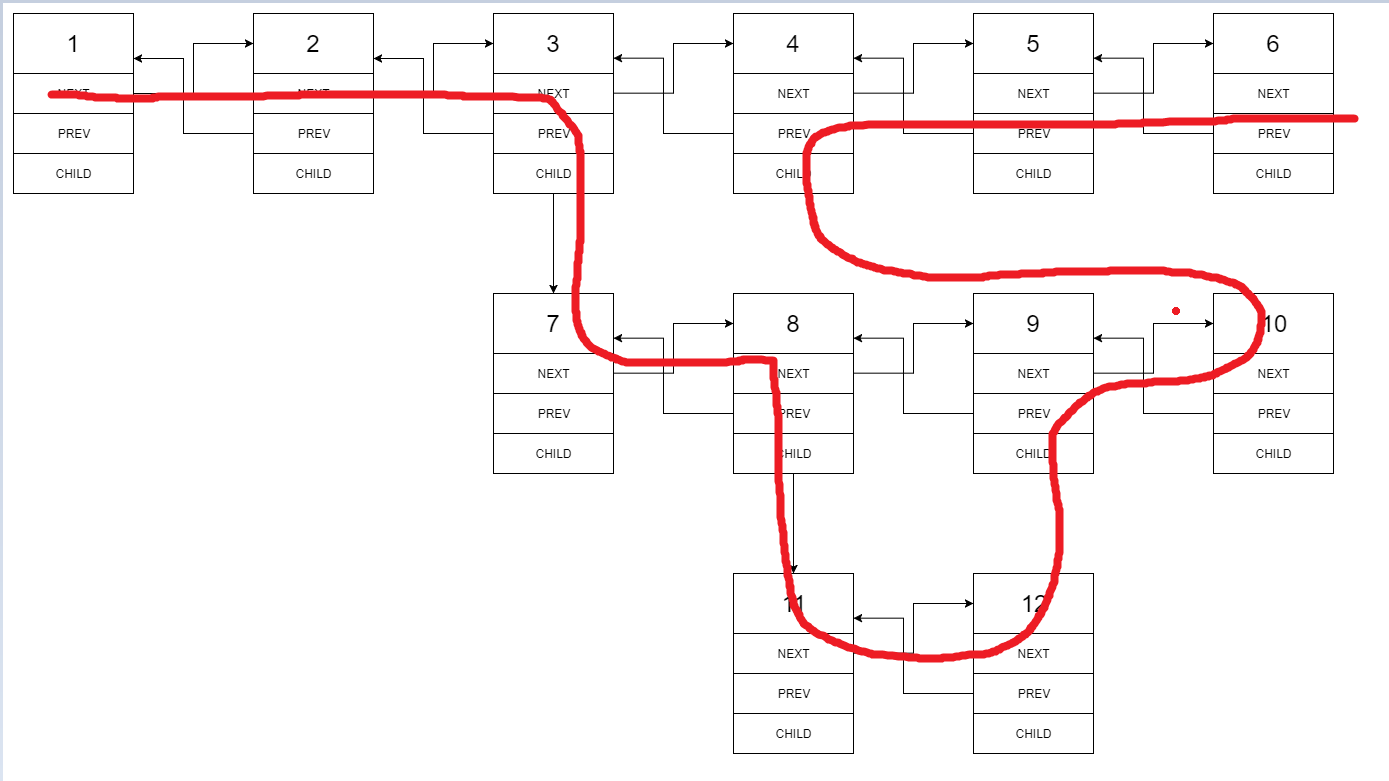 1 2 3 4 5 6
NEXT NEXT NEXT NEXT NEXT NEXT
PREV PREV PREV PREV PREV PREV
CHILD CHILD CHILD CHILD CHILD CHILD
7 8 9 10
NEXT NEXT NEXT NEXT
PREV PREV PREV PREV
CHILD CHILD CHILD CHILD
11 12
NEXT NEXT
PREV PREV
CHILD CHILD